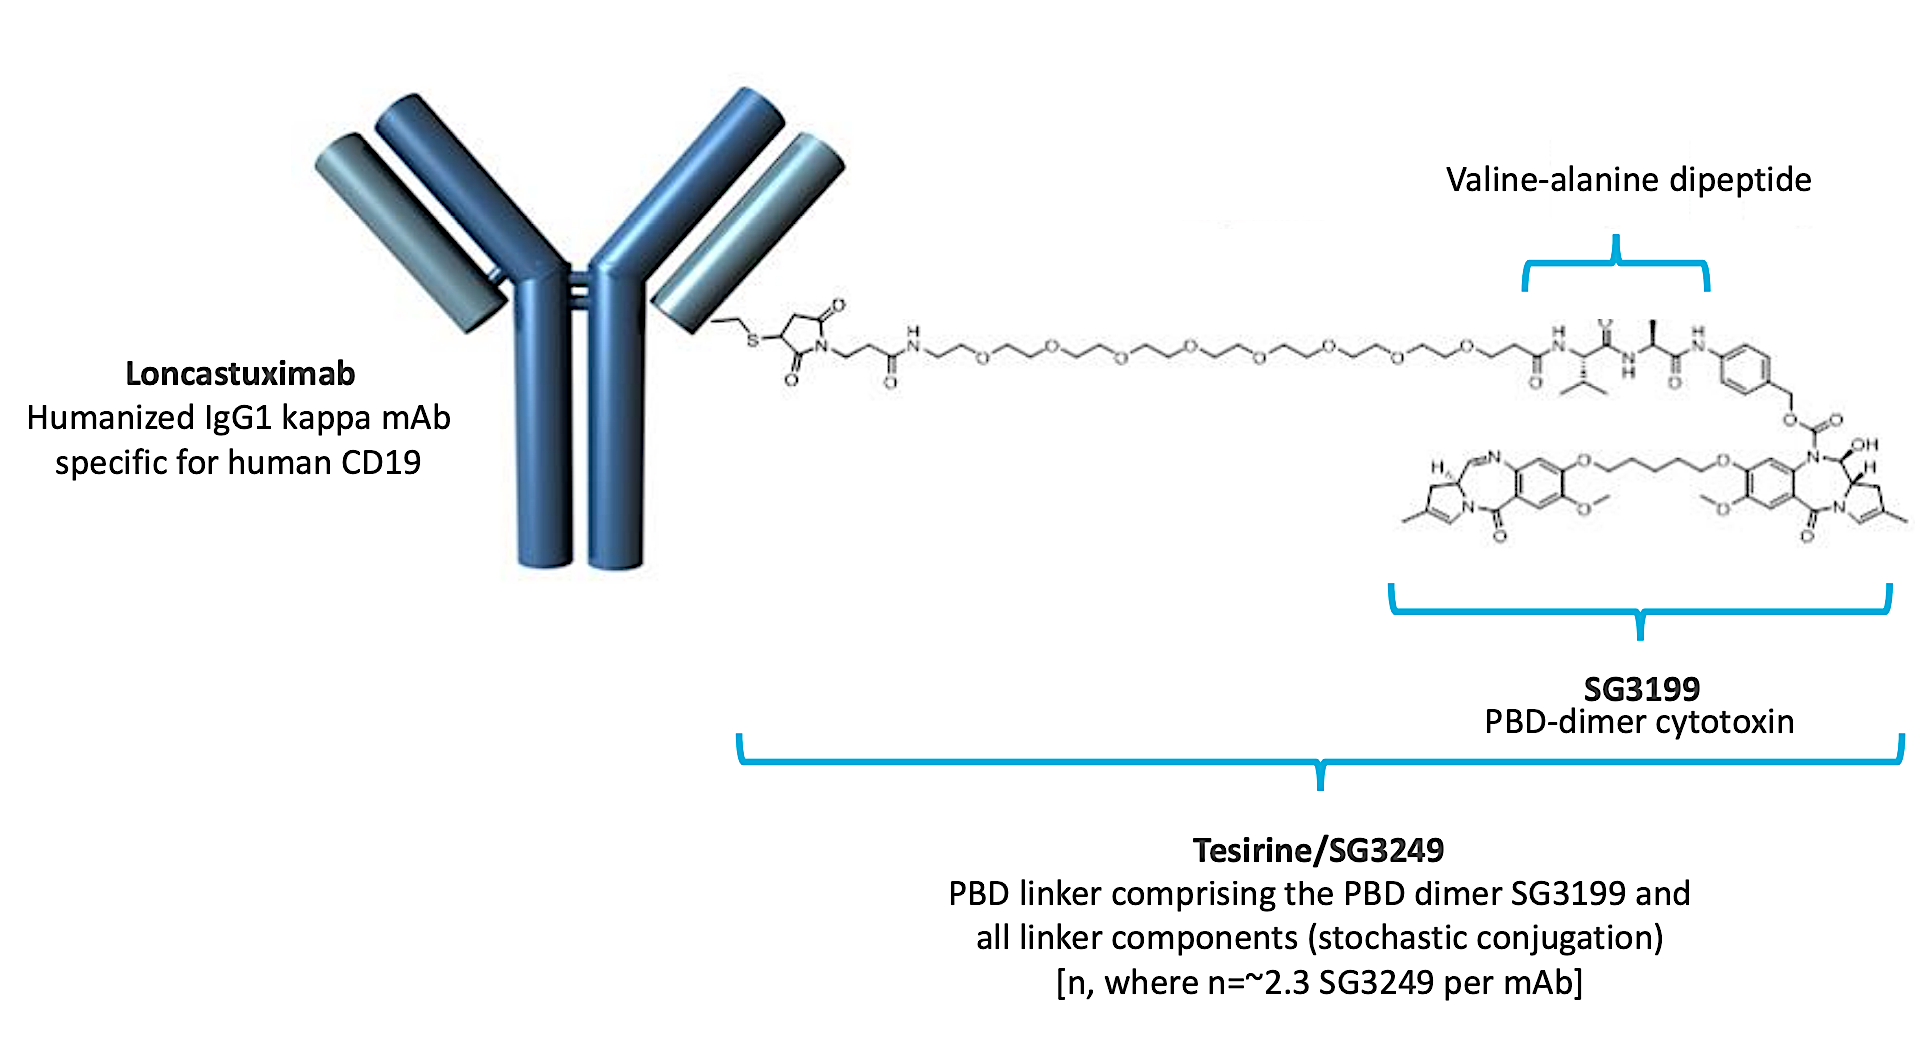 Valine-alanine dipeptide
Loncastuximab
Humanized IgG1 kappa mAb
specific for human CD19
O
S
N
O
H
N
O
O
O
O
O
O
O
O
O
O
H
N
O
N
H
O
H
N
O
O
N
OH
H
N
O
O
H
N
O
O
O
N
O
SG3199
PBD-dimer cytotoxin
Tesirine/SG3249
PBD linker comprising the PBD dimer SG3199 and
all linker components (stochastic conjugation)
[n, where n=~2.3 SG3249 per mAb]